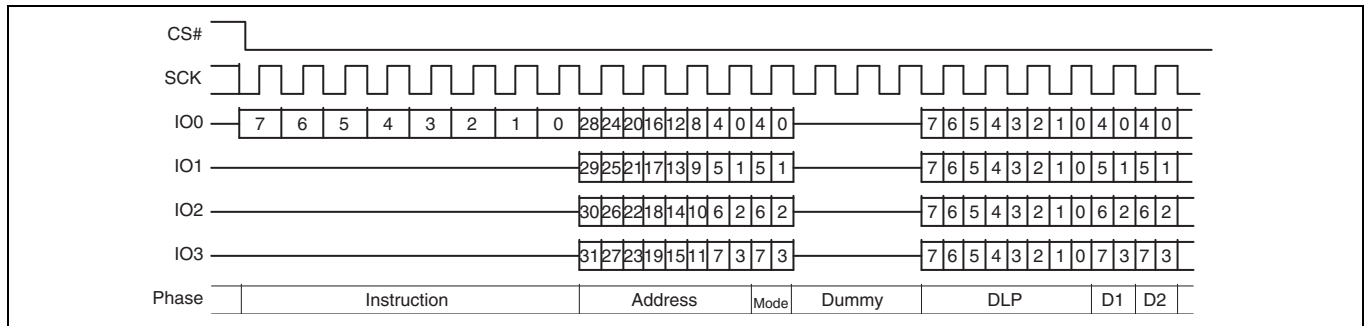 CS#
SCK
IO0 7 6 5 4 3 2 1 0 28 24 20 16 12 8 4 0 4 0 7 6 5 4 3 2 1 0 4 0 4 0
IO1 29 25 21 17 13 9 5 1 5 1 7 6 5 4 3 2 1 0 5 1 5 1
IO2 30 26 22 18 14 10 6 2 6 2 7 6 5 4 3 2 1 0 6 2 6 2
IO3 31 27 23 19 15 11 7 3 7 3 7 6 5 4 3 2 1 0 7 3 7 3
Phase Instruction Address Mode Dummy DLP D1 D2